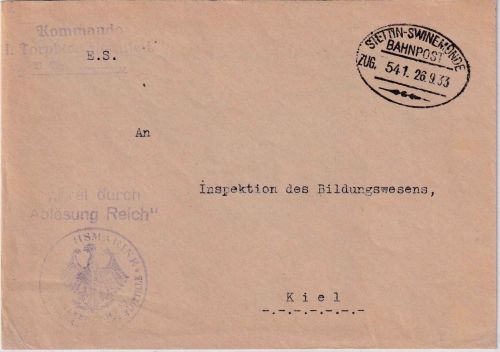 Kommando
E.S.
STETTIN-SWINEMÜNDE
BAHNPOST
ZUG. 541. 26.9.33
An
Inspektion des Bildungswesens,
"Frei durch
Ablösung Reich"
Kiel
-.-.-.-.-.-.-